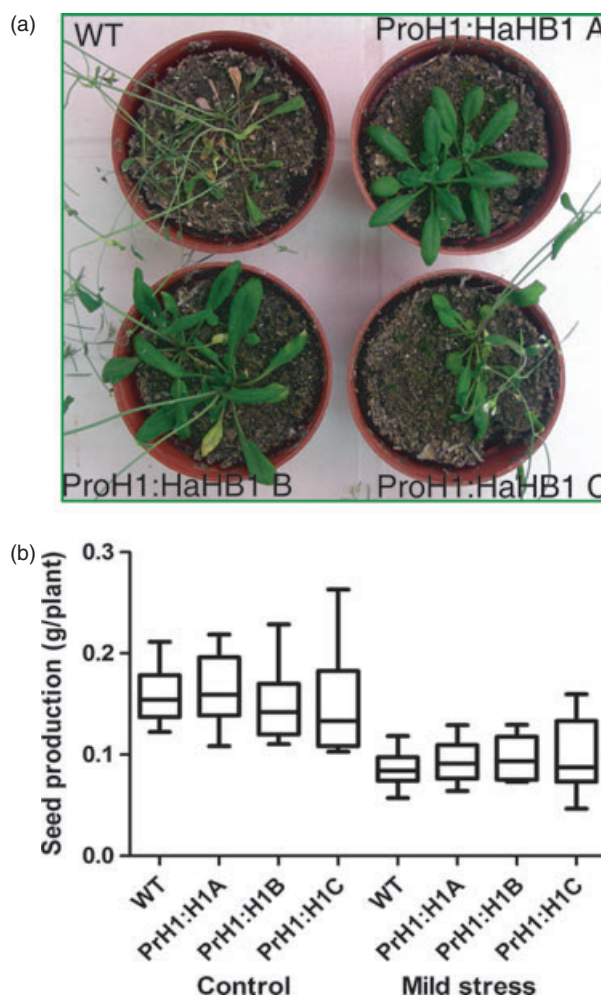 (a)
WT
ProH1:HaHB1 A
ProH1:HaHB1 B
ProH1:HaHB1 C
(b)
Seed production (g/plant)
0.3
0.2
0.1
0.0
WT
PrH1:H1A
PrH1:H1B
PrH1:H1C
WT
PrH1:H1A
PrH1:H1B
PrH1:H1C
Control
Mild stress